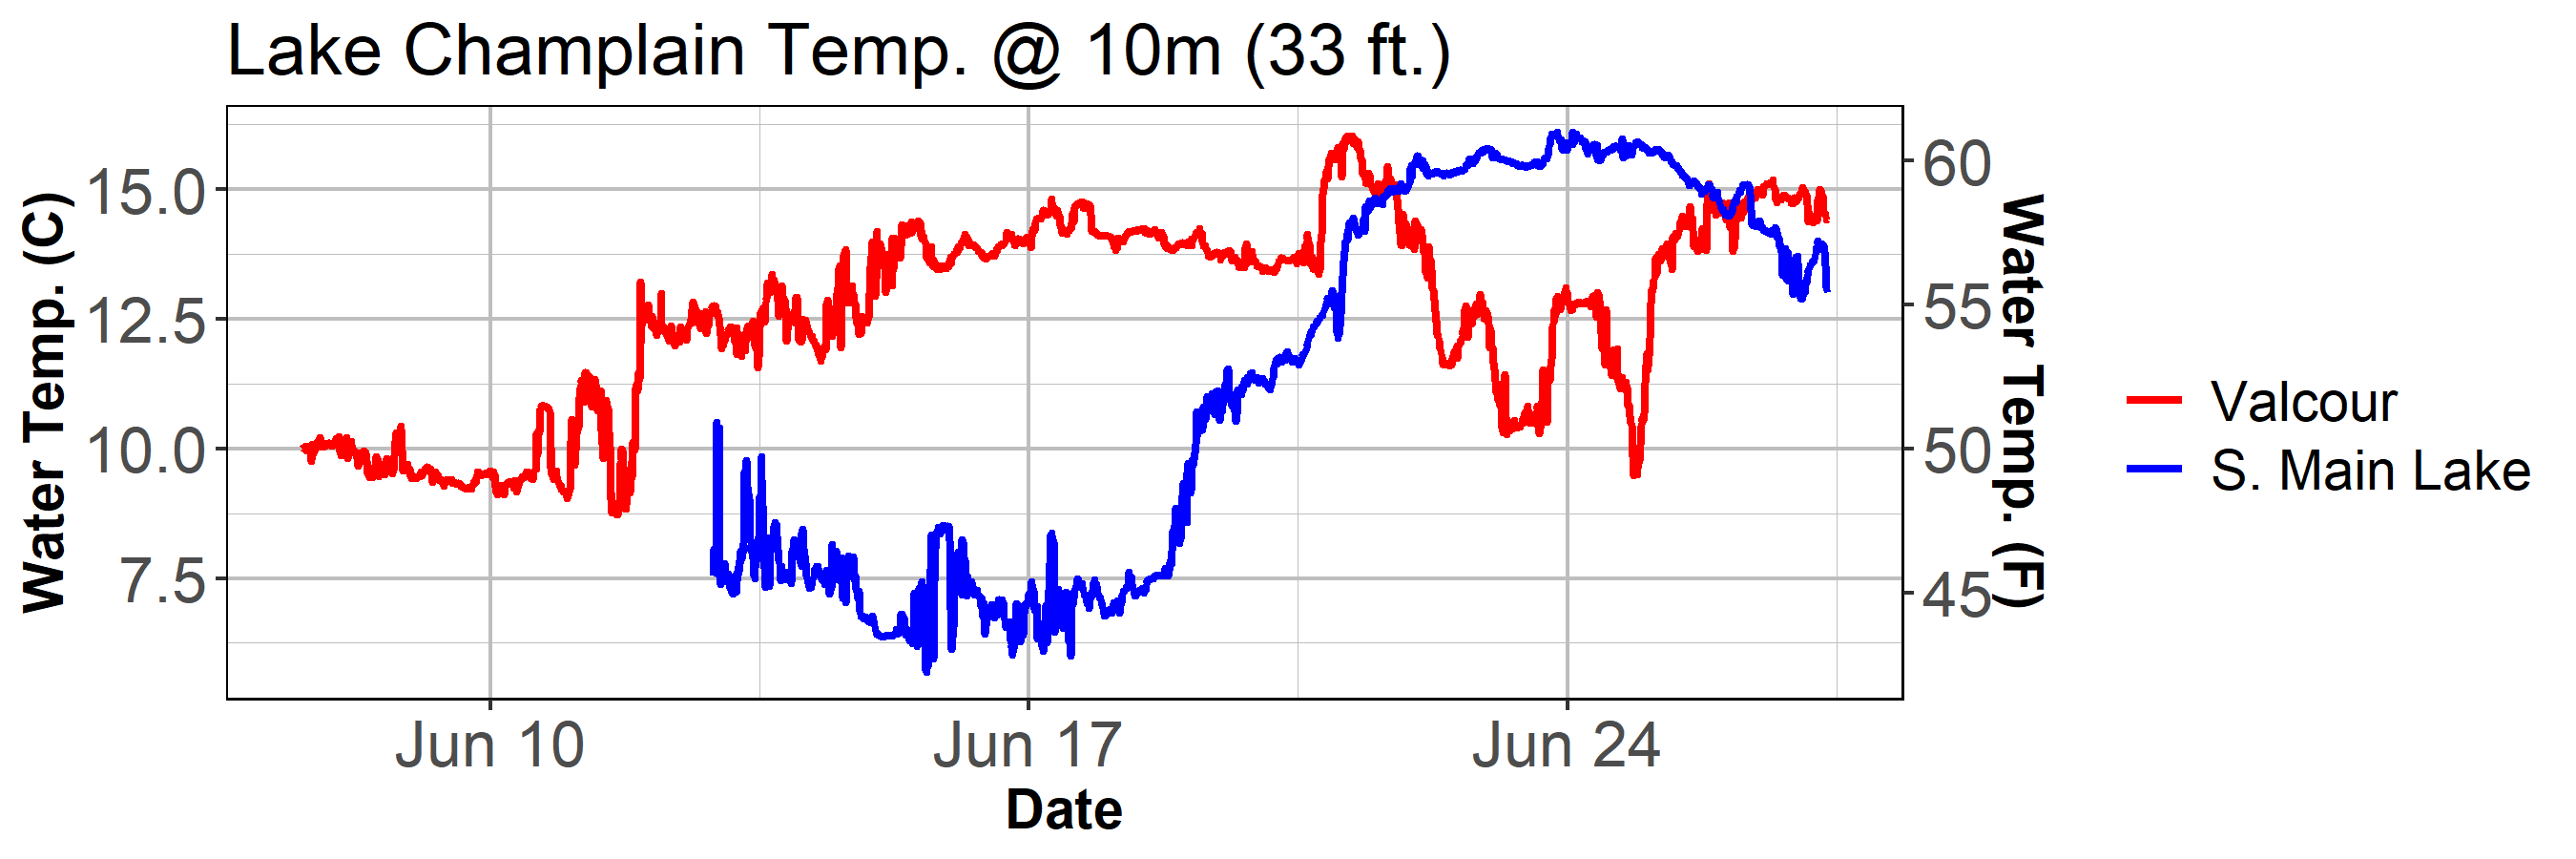 Lake Champlain Temp. @ 10m (33 ft.)
Water Temp. (C)
15.0
12.5
10.0
7.5
60
55
50
45
Water Temp. (F)
Jun 10
Jun 17
Jun 24
Date
Valcour
S. Main Lake